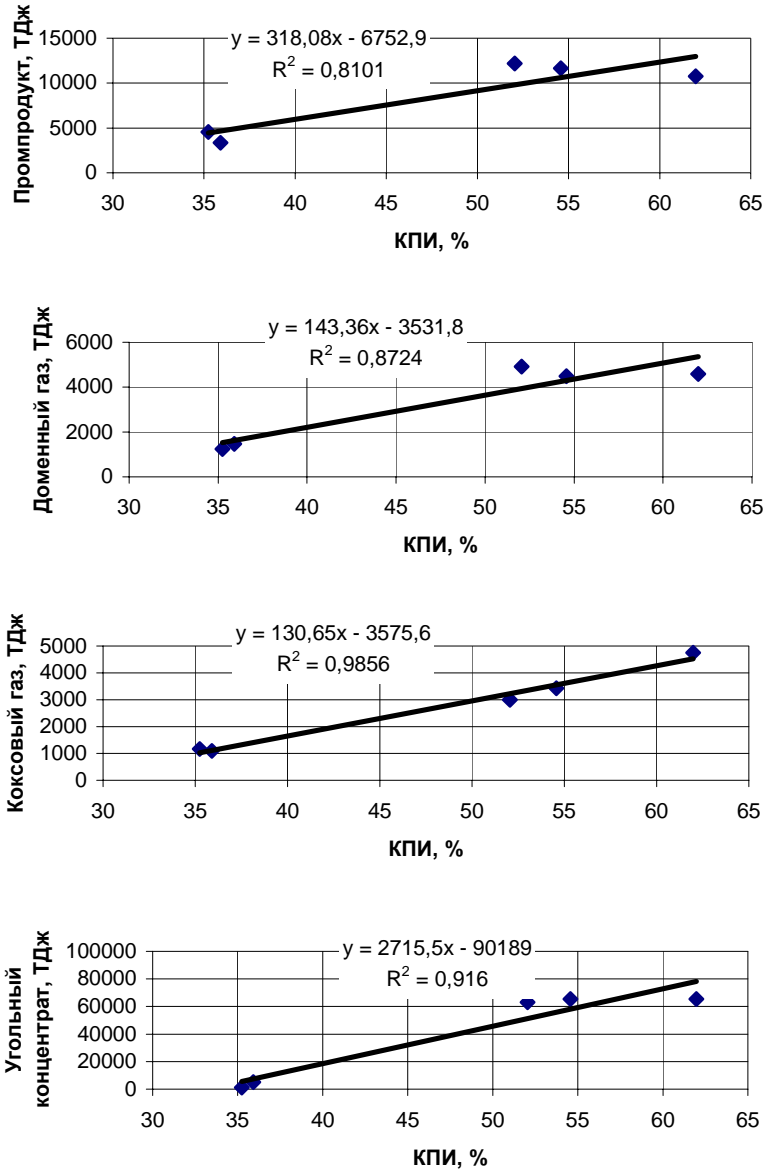 y = 318,08x - 6752,9
R² = 0,8101
Промпродукт, ТДж
15000
10000
5000
0
30 35 40 45 50 55 60 65
КПИ, %
y = 143,36x - 3531,8
R² = 0,8724
Доменный газ, ТДж
6000
4000
2000
0
30 35 40 45 50 55 60 65
КПИ, %
y = 130,65x - 3575,6
R² = 0,9856
Коксовый газ, ТДж
5000
4000
3000
2000
1000
0
30 35 40 45 50 55 60 65
КПИ, %
y = 2715,5x - 90189
R² = 0,916
Угольный
концентрат, ТДж
100000
80000
60000
40000
20000
0
30 35 40 45 50 55 60 65
КПИ, %